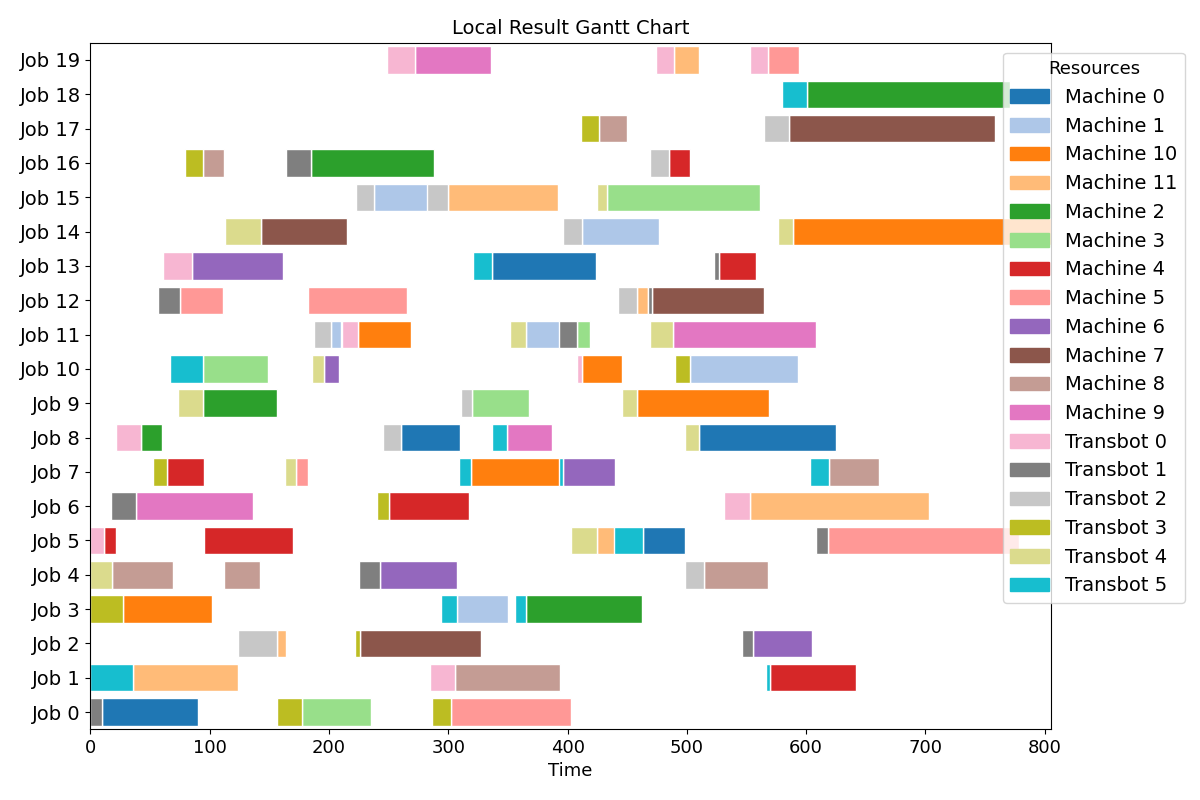 Local Result Gantt Chart
Job 19
Job 18
Job 17
Job 16
Job 15
Job 14
Job 13
Job 12
Job 11
Job 10
Job 9
Job 8
Job 7
Job 6
Job 5
Job 4
Job 3
Job 2
Job 1
Job 0
0 100 200 300 400 500 600 700 800
Time
Resources
Machine 0
Machine 1
Machine 10
Machine 11
Machine 2
Machine 3
Machine 4
Machine 5
Machine 6
Machine 7
Machine 8
Machine 9
Transbot 0
Transbot 1
Transbot 2
Transbot 3
Transbot 4
Transbot 5